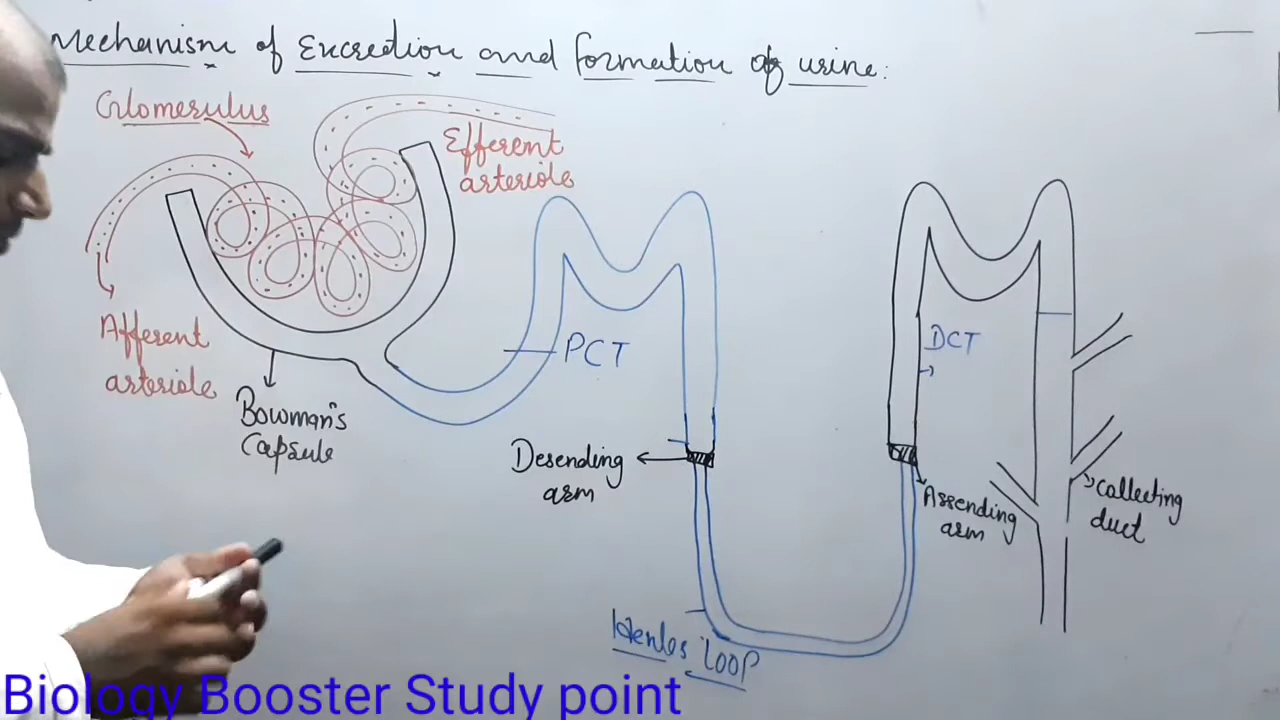 Mechanism of Excreation and formation of urine:
Glomerulus
Efferent
arteriole
Afferent
arteriole
Bowman's
Capsule
PCT
DCT
Desending
arm
Assending
arm
Collecting
duct
Henles LOOP
Biology Booster Study point